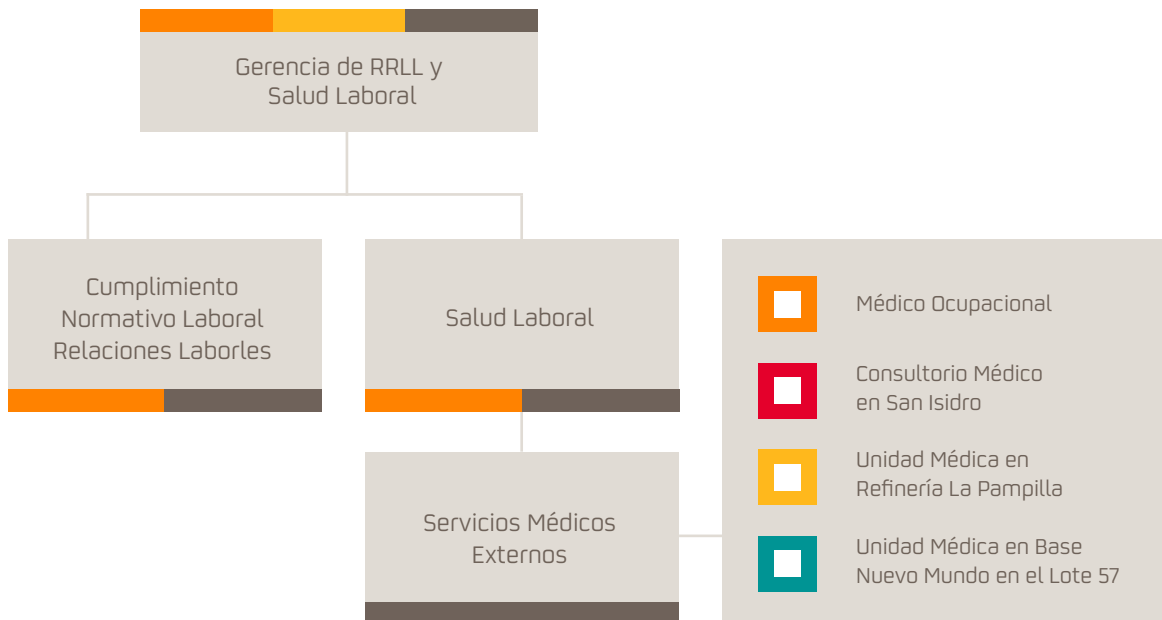 Gerencia de RRLL y
Salud Laboral
Cumplimiento
Normativo Laboral
Relaciones Laborles
Salud Laboral
Servicios Médicos
Externos
Médico Ocupacional
Consultorio Médico
en San Isidro
Unidad Médica en
Refinería La Pampilla
Unidad Médica en Base
Nuevo Mundo en el Lote 57